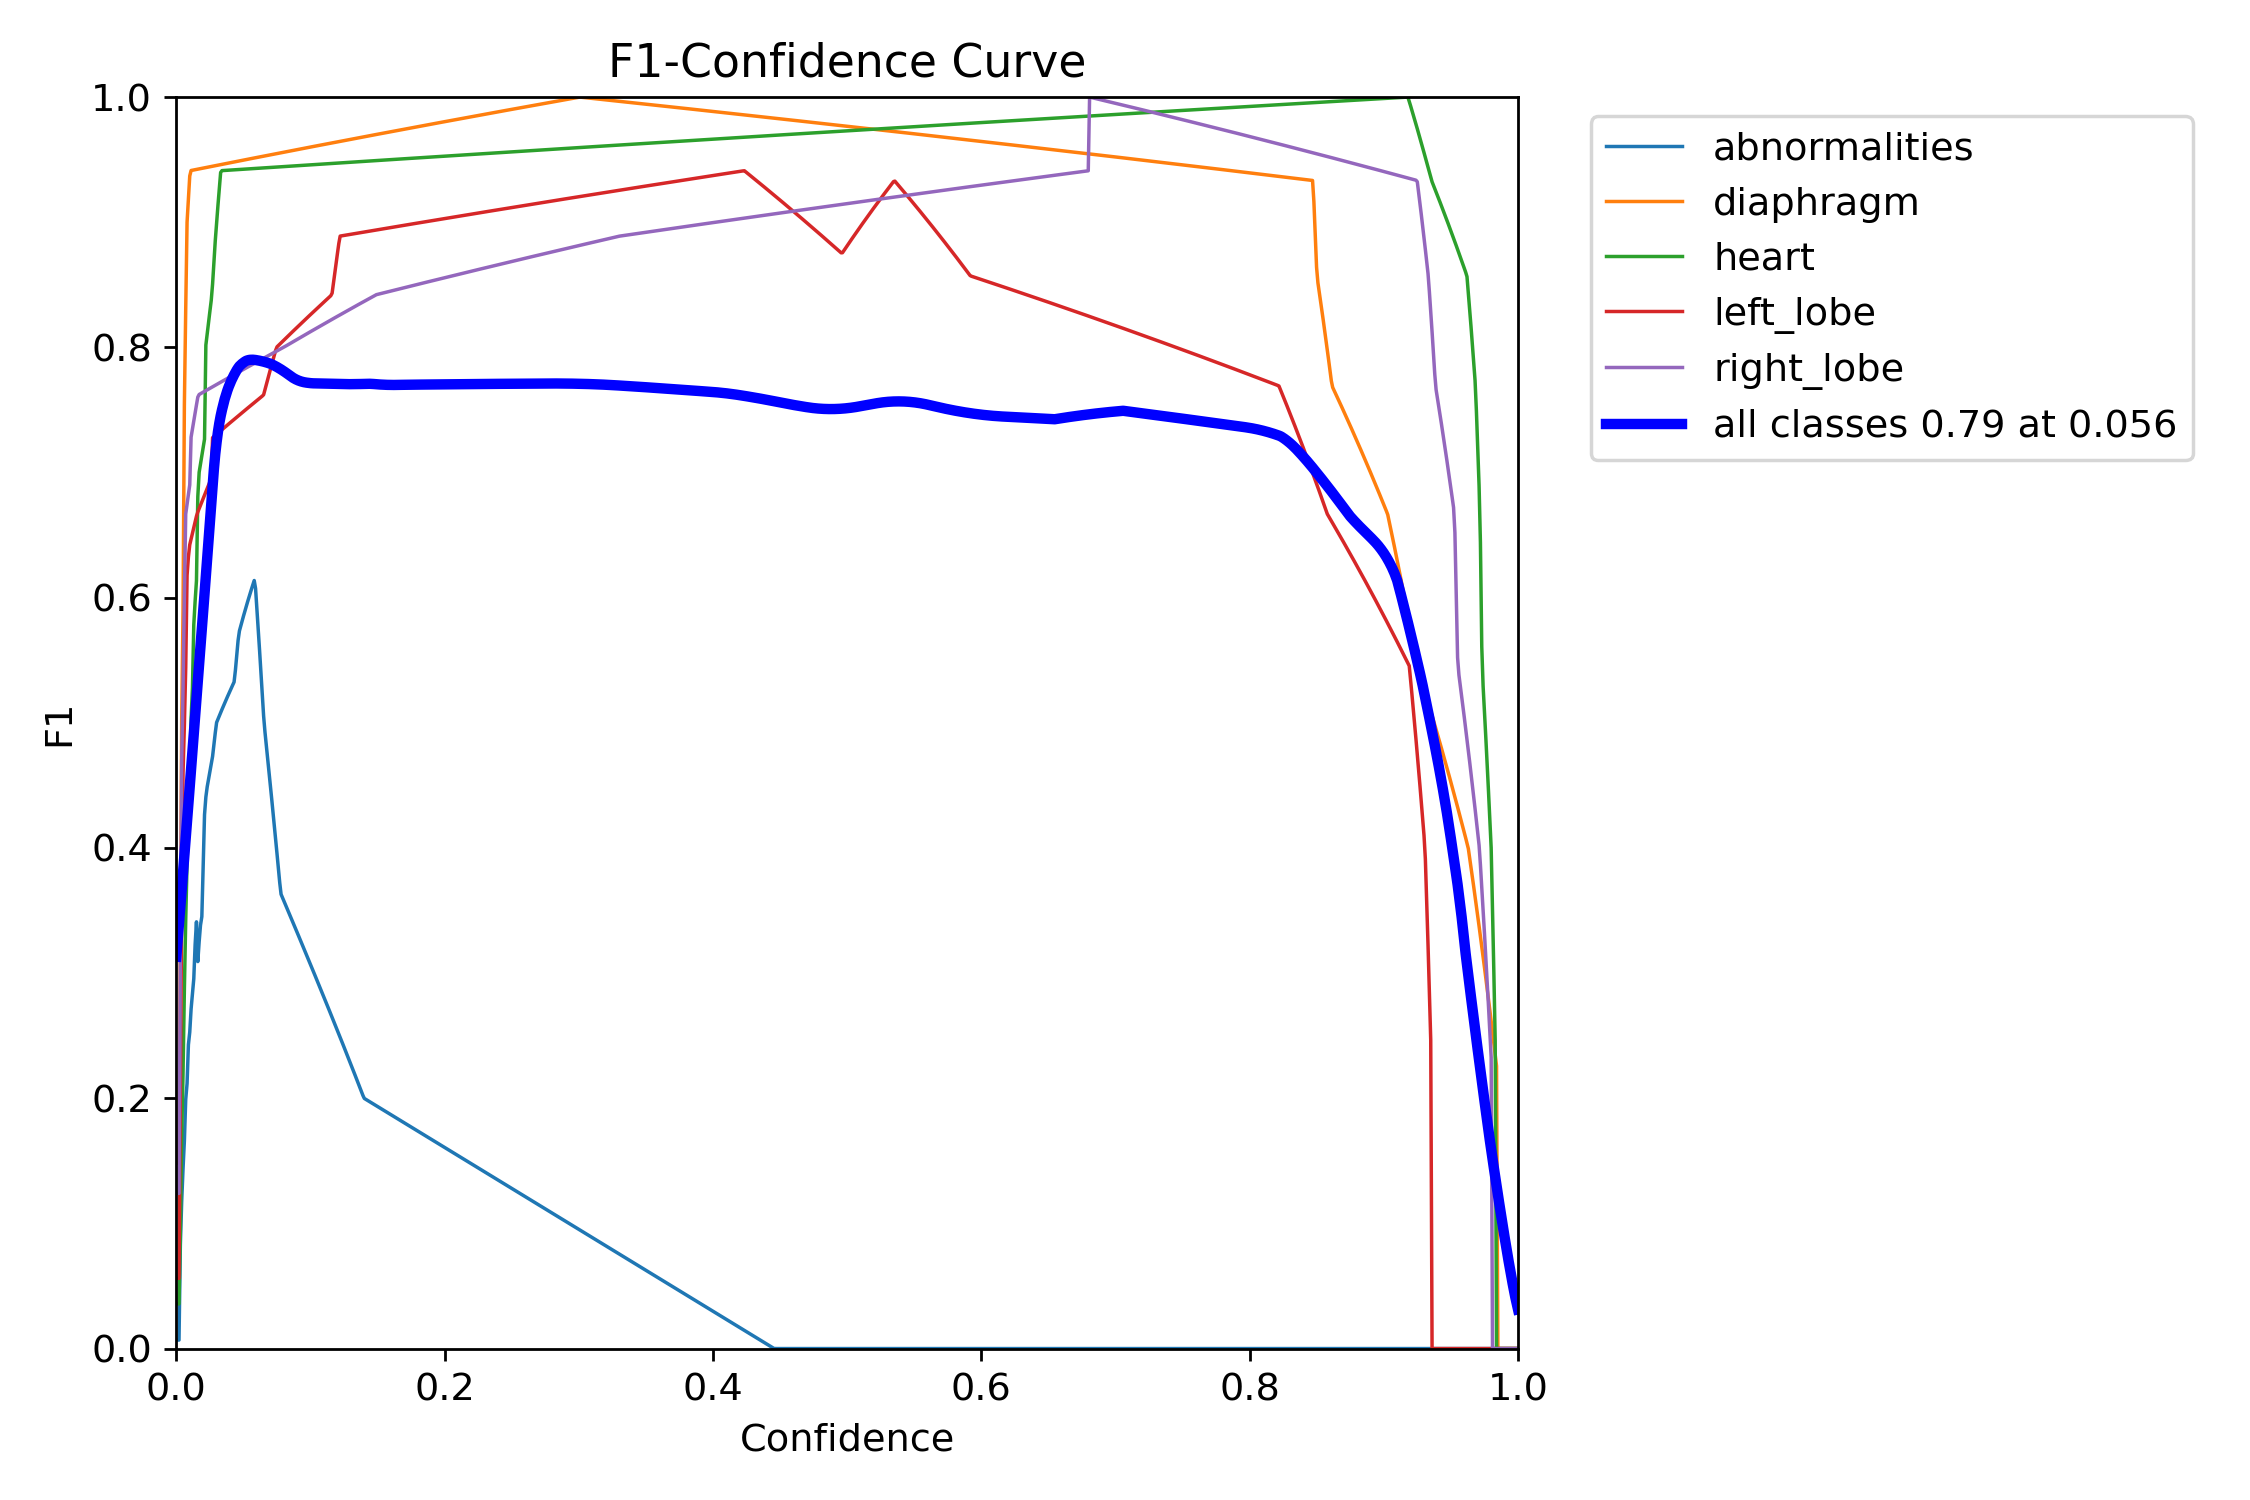 F1-Confidence Curve
1.0
0.8
0.6
0.4
0.2
0.0
F1
0.0 0.2 0.4 0.6 0.8 1.0
Confidence
abnormalities
diaphragm
heart
left_lobe
right_lobe
all classes 0.79 at 0.056